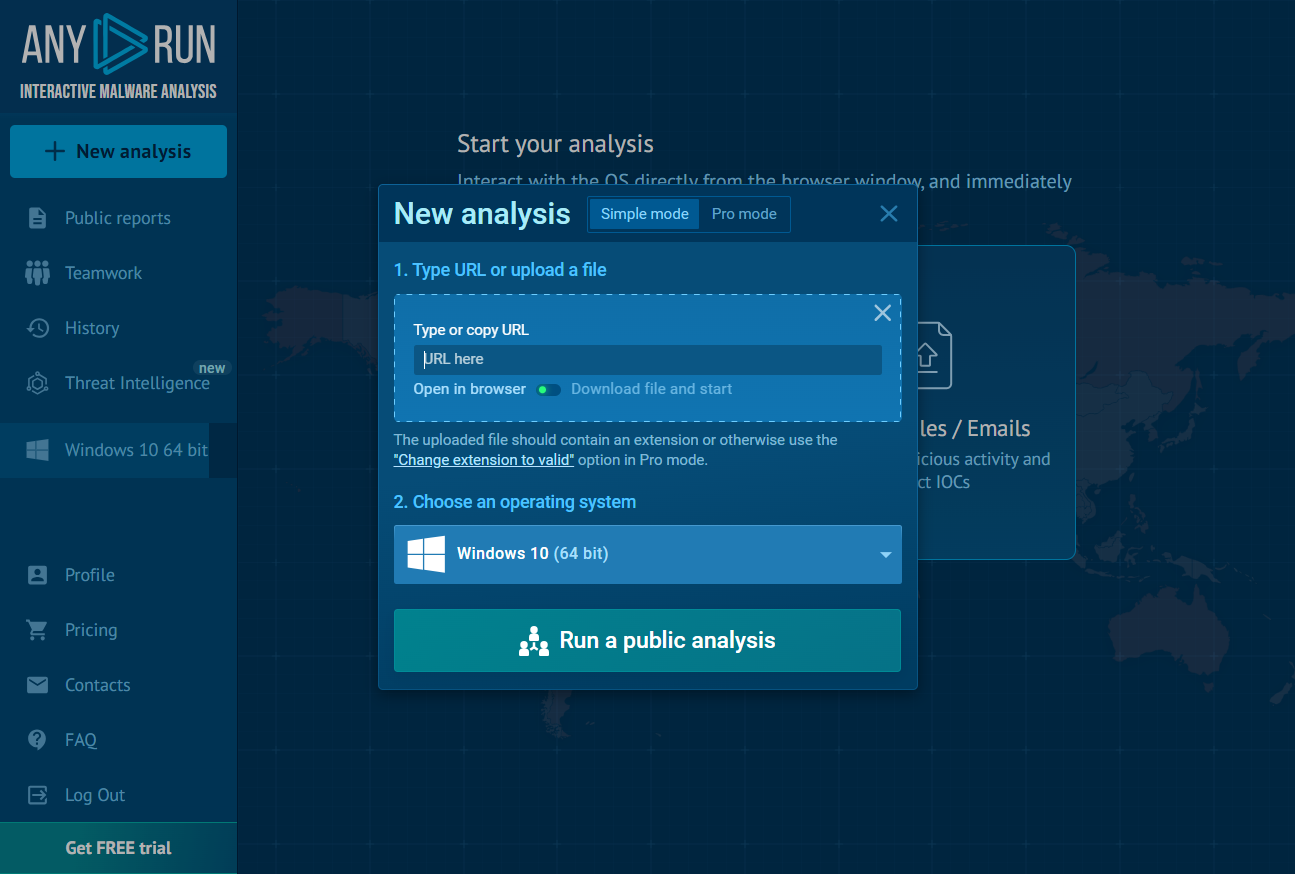 ANY RUN
INTERACTIVE MALWARE ANALYSIS
New analysis
Public reports
Teamwork
History
new
Threat Intelligence
Windows 10 64 bit
Profile
Pricing
Contacts
FAQ
Log Out
Get FREE trial
Start your analysis
Interact with the OS directly from the browser window, and immediately
New analysis
Simple mode
Pro mode
1. Type URL or upload a file
Type or copy URL
URL here
Open in browser
Download file and start
The uploaded file should contain an extension or otherwise use the
"Change extension to valid" option in Pro mode.
2. Choose an operating system
Windows 10 (64 bit)
Run a public analysis
les / Emails
icious activity and
ct IOCs